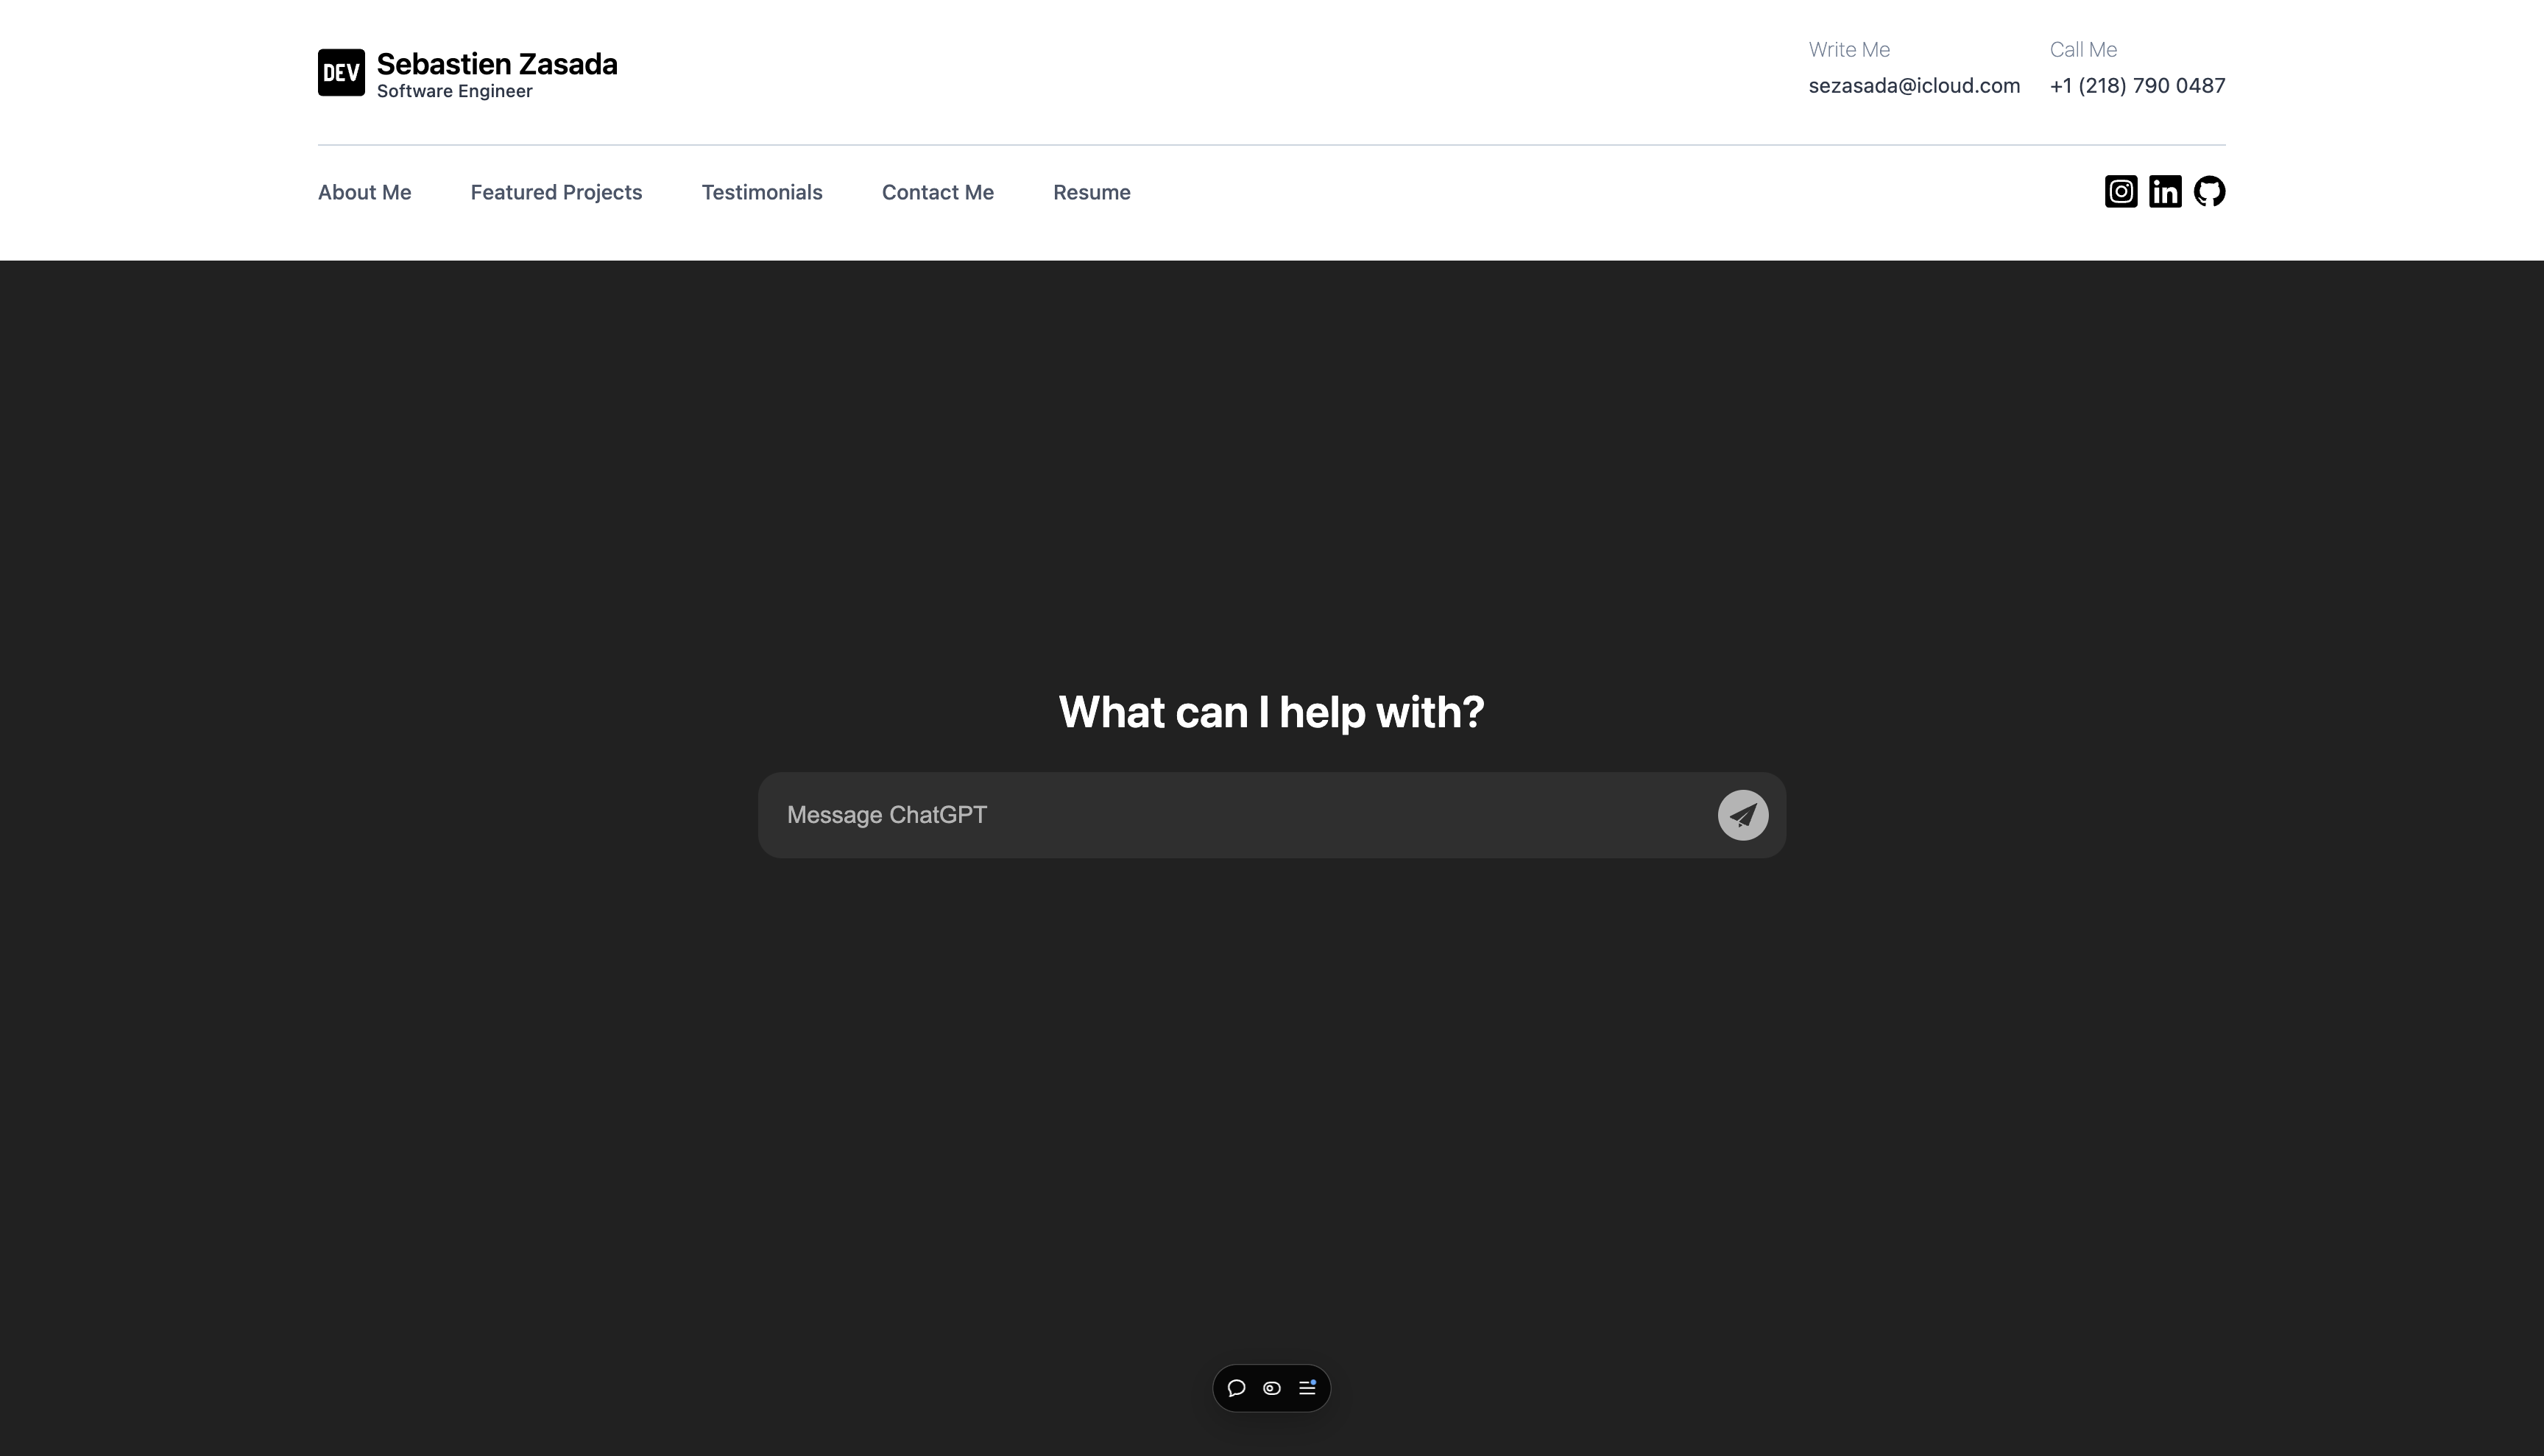 DEV
Sebastien Zasada
Software Engineer
Write Me
sezasada@icloud.com
Call Me
+1 (218) 790 0487
About Me
Featured Projects
Testimonials
Contact Me
Resume
in
What can I help with?
Message ChatGPT